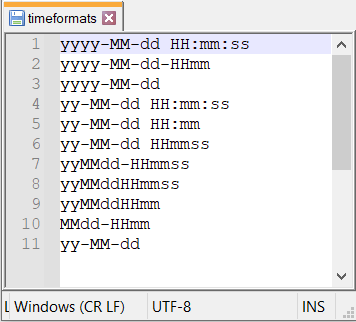 timeformats
1 yyyy-MM-dd HH:mm:ss
2 yyyy-MM-dd-HHmm
3 yyyy-MM-dd
4 yy-MM-dd HH:mm:ss
5 yy-MM-dd HH:mm
6 yy-MM-dd HHmmss
7 yyMMdd-HHmmss
8 yyMMddHHmmss
9 yyMMddHHmm
10 MMdd-HHmm
11 yy-MM-dd
L Windows (CR LF) UTF-8 INS